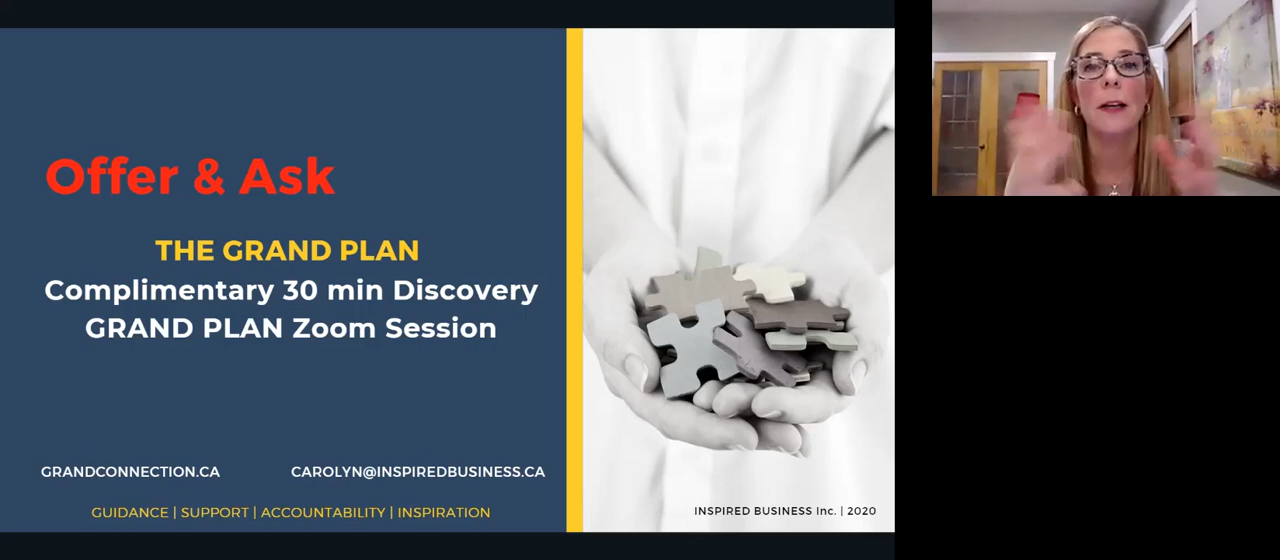 Offer & Ask
THE GRAND PLAN
Complimentary 30 min Discovery
GRAND PLAN Zoom Session
GRANDCONNECTION.CA
CAROLYN@INSPIREDBUSINESS.CA
GUIDANCE | SUPPORT | ACCOUNTABILITY | INSPIRATION
INSPIRED BUSINESS Inc. | 2020